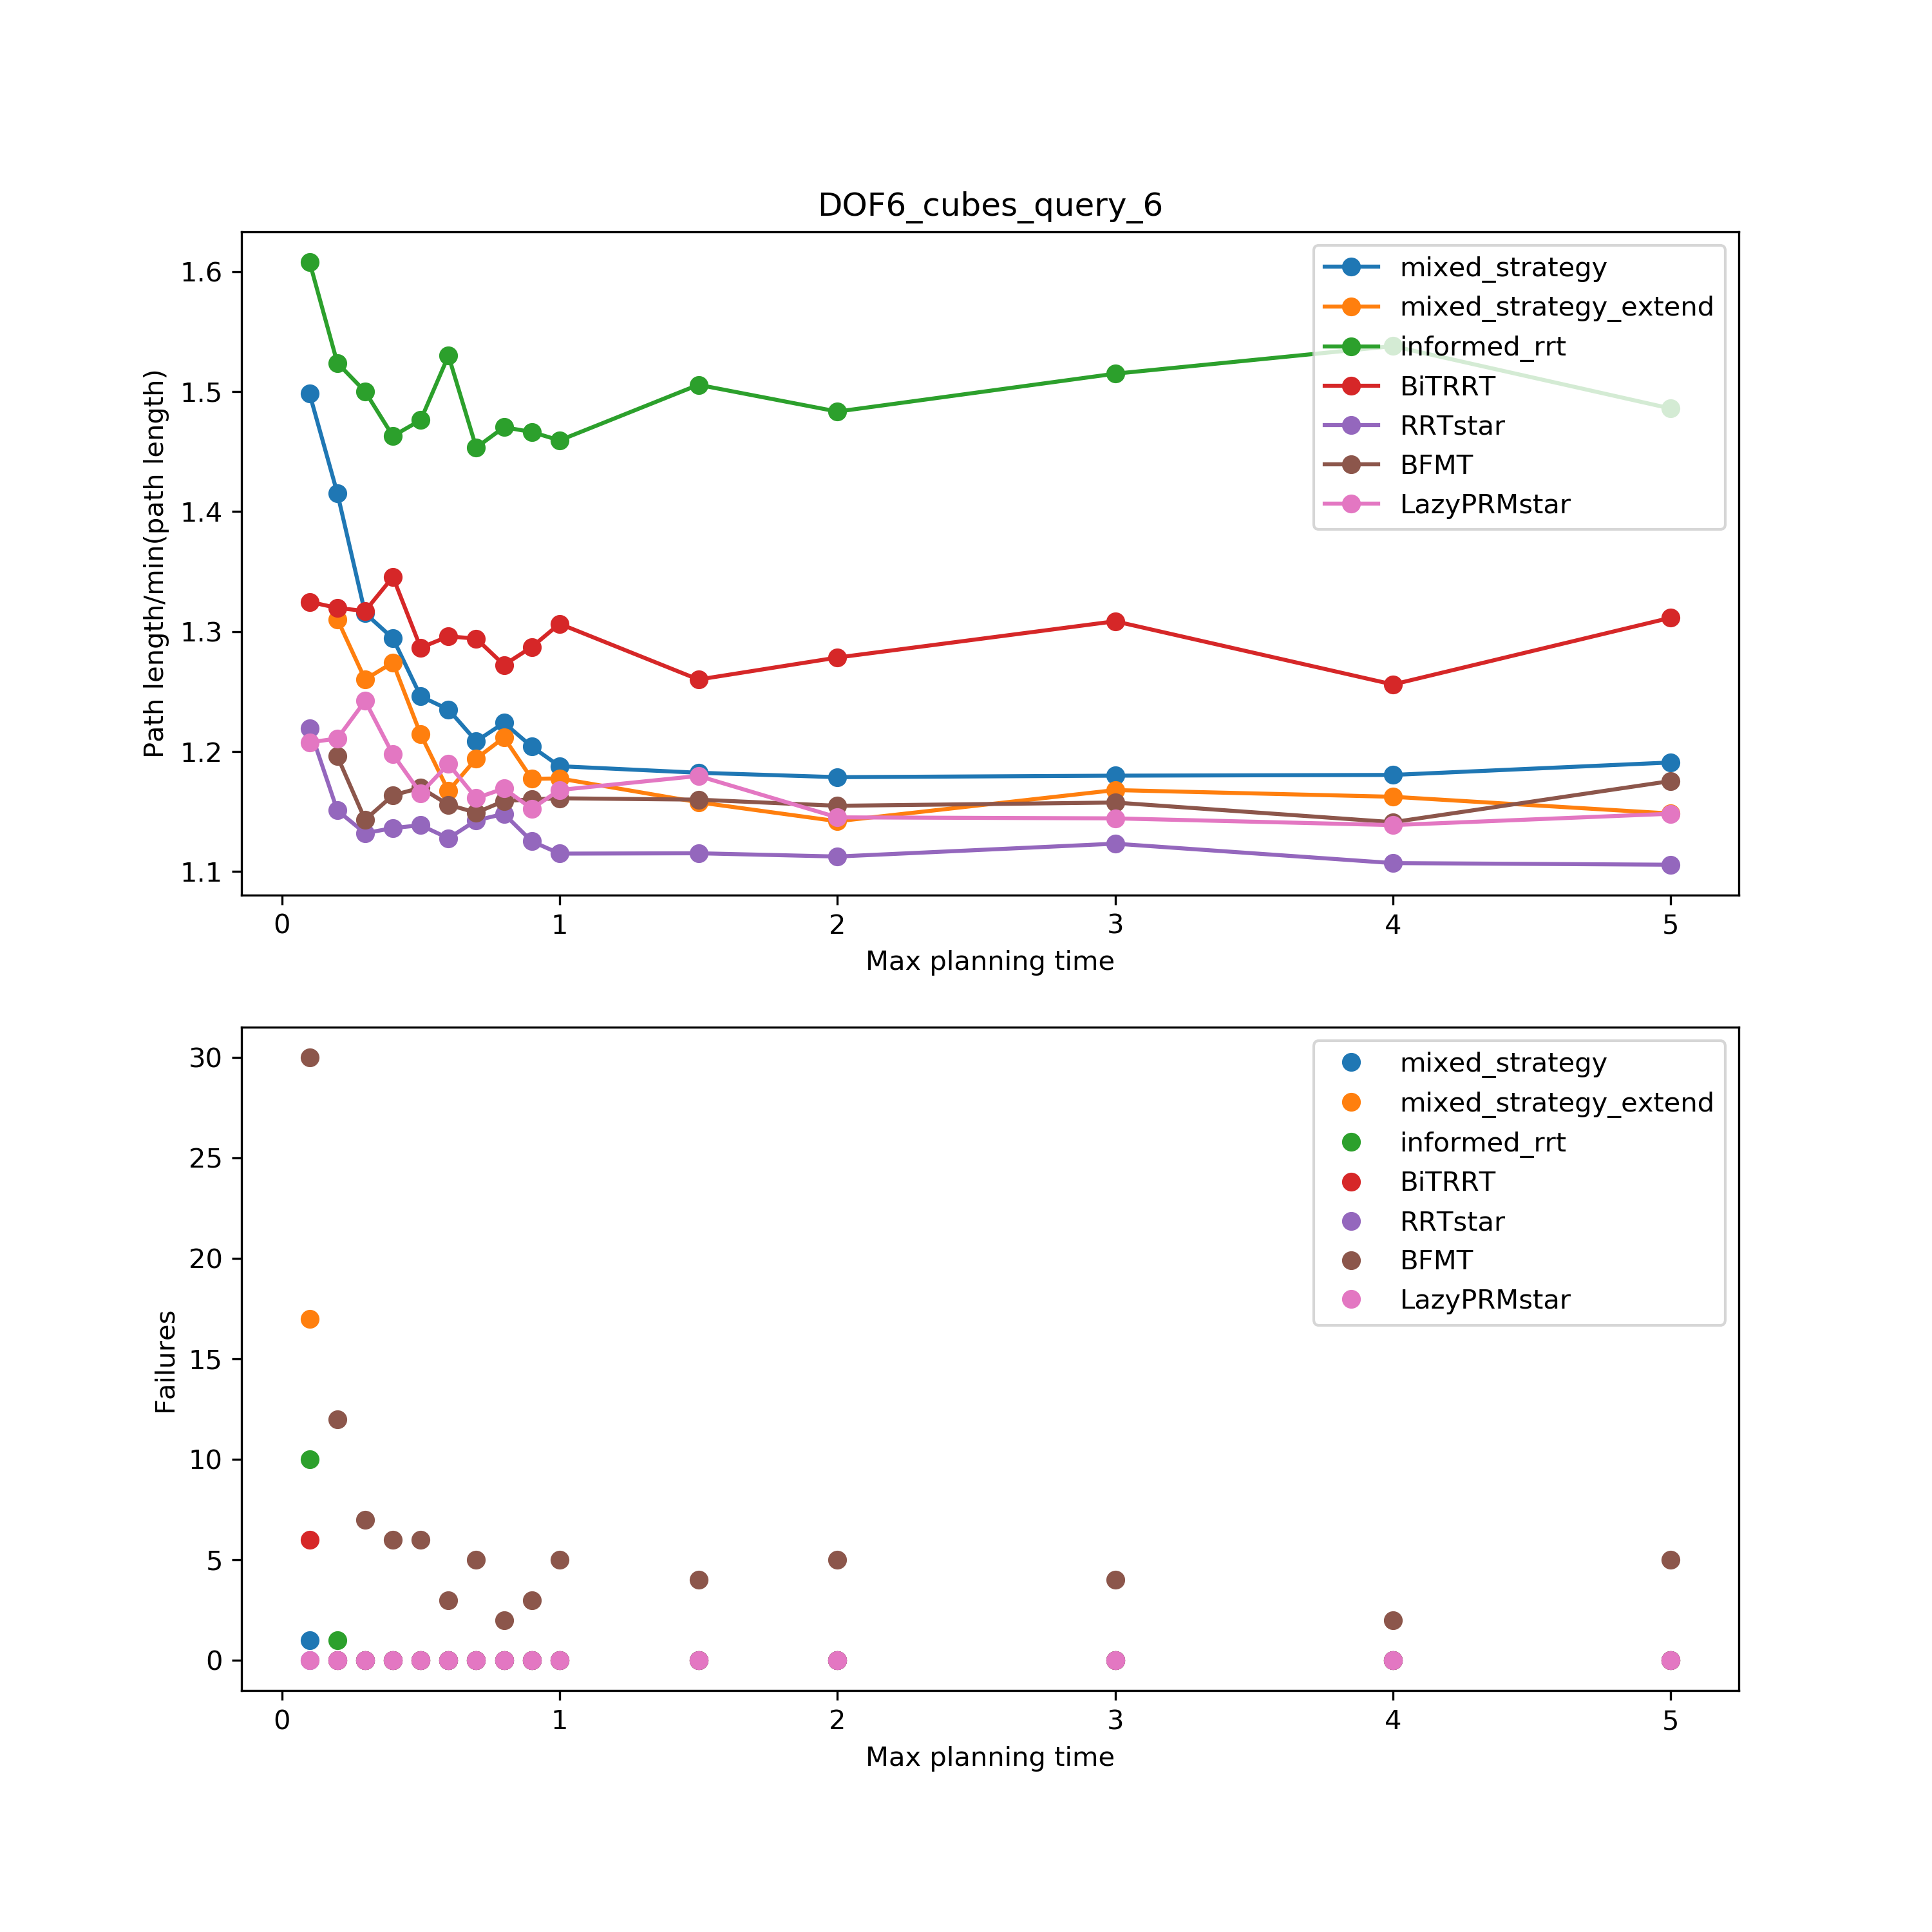 DOF6_cubes_query_6
1.6
1.5
1.4
1.3
1.2
1.1
Path length/min(path length)
mixed_strategy
mixed_strategy_extend
informed_rrt
BiTRRT
RRTstar
BFMT
LazyPRMstar
0 1 2 3 4 5
Max planning time
30
25
20
15
10
5
0
Failures
mixed_strategy
mixed_strategy_extend
informed_rrt
BiTRRT
RRTstar
BFMT
LazyPRMstar
0 1 2 3 4 5
Max planning time